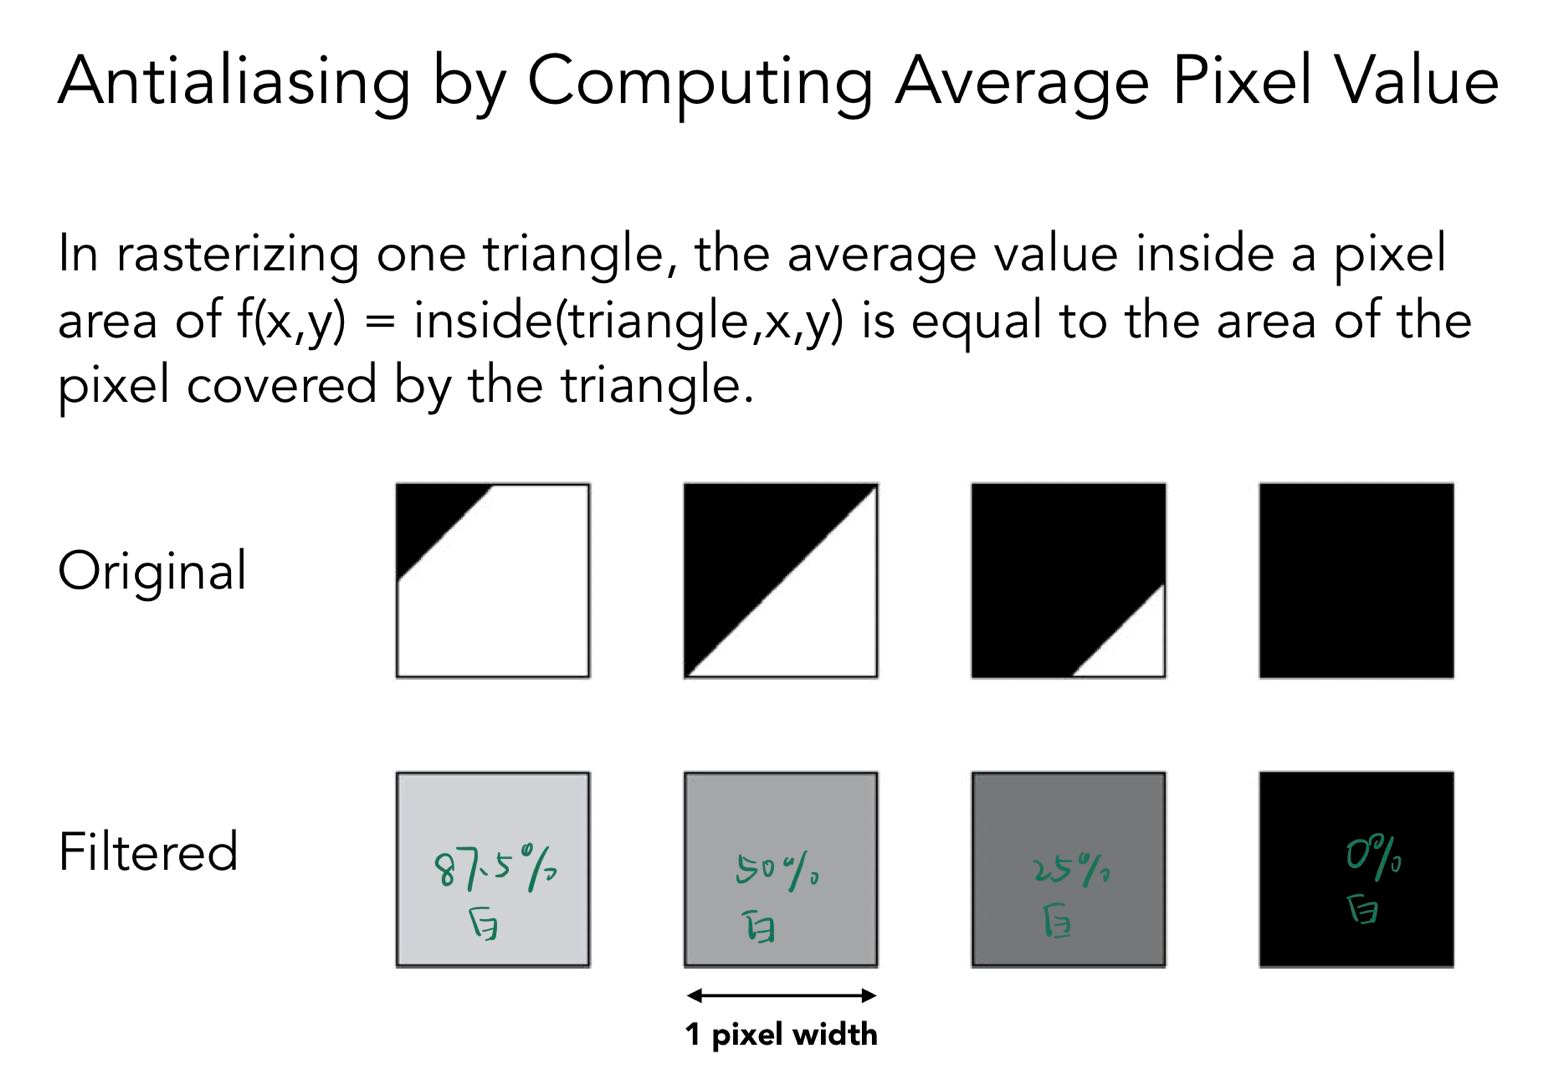 Antialiasing by Computing Average Pixel Value
In rasterizing one triangle, the average value inside a pixel
area of f(x,y) = inside(triangle,x,y) is equal to the area of the
pixel covered by the triangle.
Original
Filtered
87.5%
白
50%
白
25%
白
0%
白
1 pixel width